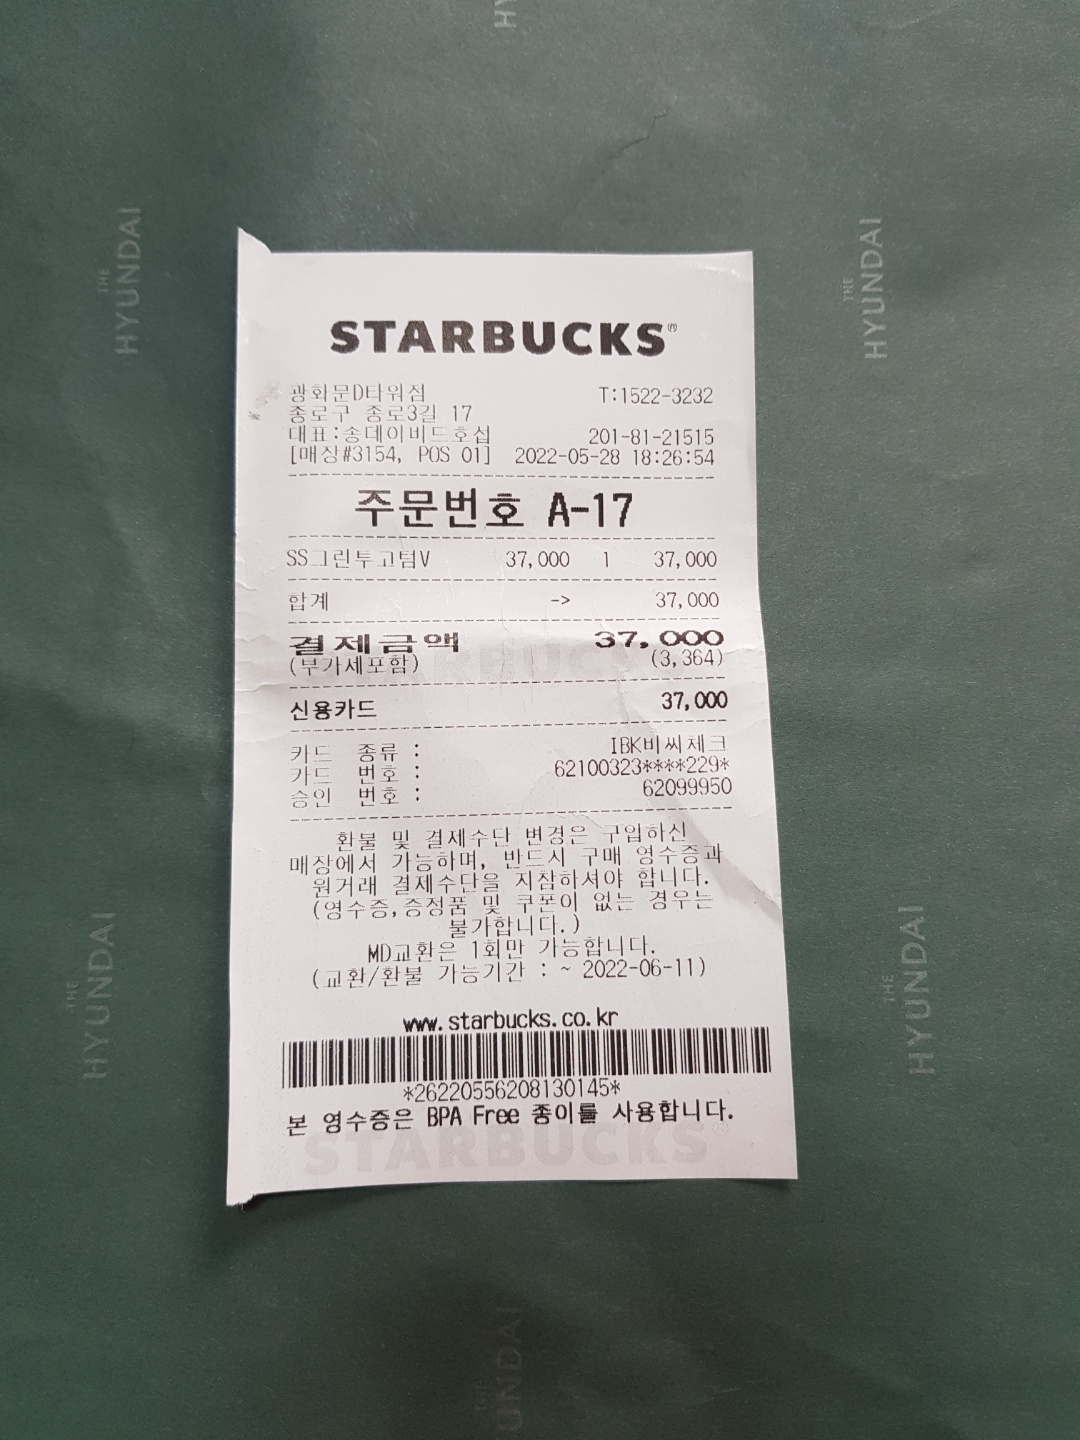 STARBUCKS®
광화문D타워점 T:1522-3232
종로구 종로3길 17
대표:송데이비드호섭 201-81-21515
[매장#3154, POS 01] 2022-05-28 18:26:54
주문번호 A-17
SS그린투고텀V 37,000 1 37,000
합계 -> 37,000
결제금액 37,000
(부가세포함) (3,364)
신용카드 37,000
카드 종류 : IBK비씨체크
카드 번호 : 62100323****229*
승인 번호 : 62099950
환불 및 결제수단 변경은 구입하신
매장에서 가능하며, 반드시 구매 영수증과
원거래 결제수단을 지참하셔야 합니다.
(영수증,증정품 및 쿠폰이 없는 경우는
불가합니다.)
MD교환은 1회만 가능합니다.
(교환/환불 가능기간 : ~ 2022-06-11)
www.starbucks.co.kr
*26220556208130145*
본 영수증은 BPA Free 종이를 사용합니다.
STARBUCKS®
THE HYUNDAI
THE HYUNDAI
THE HYUNDAI
THE HYUNDAI